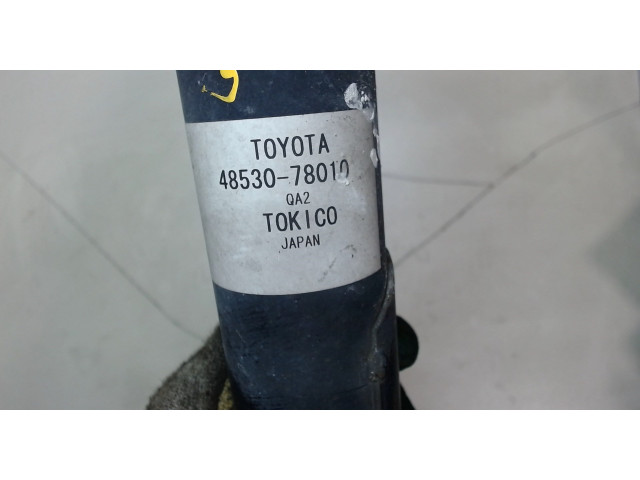 TOYOTA
48530-78010
QA2
TOKICO
JAPAN